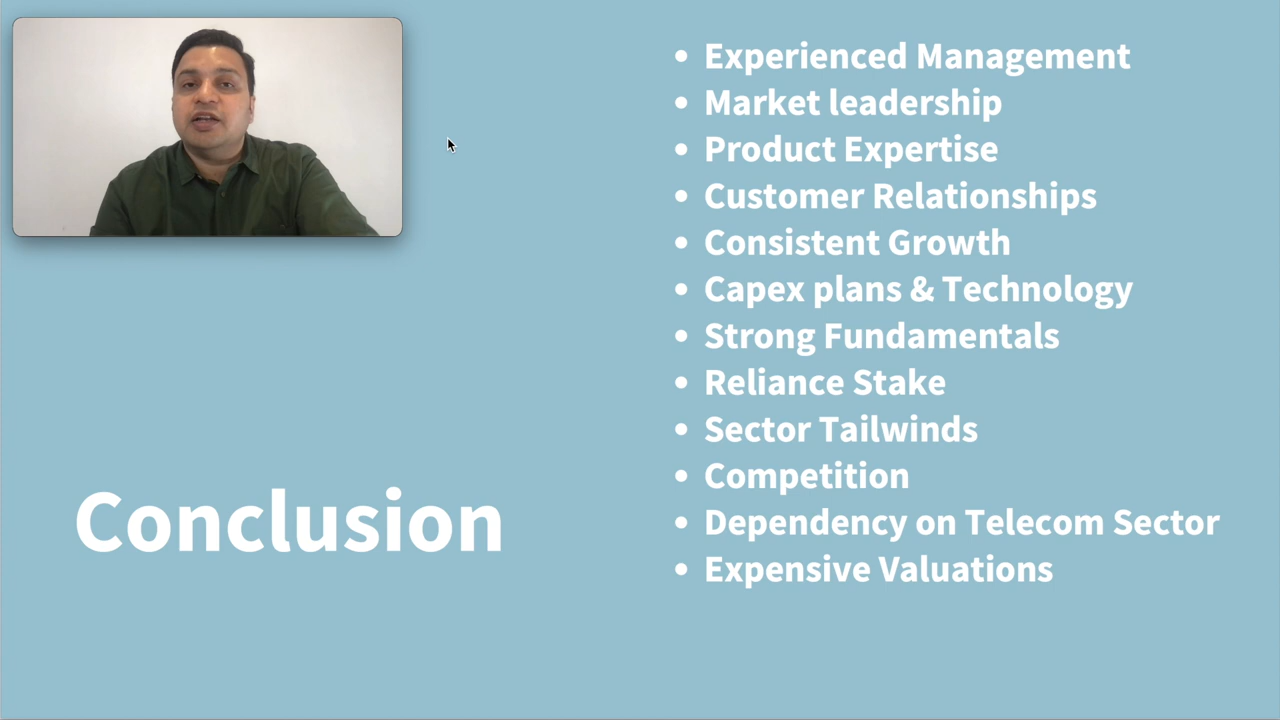 Conclusion
• Experienced Management
• Market leadership
• Product Expertise
• Customer Relationships
• Consistent Growth
• Capex plans & Technology
• Strong Fundamentals
• Reliance Stake
• Sector Tailwinds
• Competition
• Dependency on Telecom Sector
• Expensive Valuations